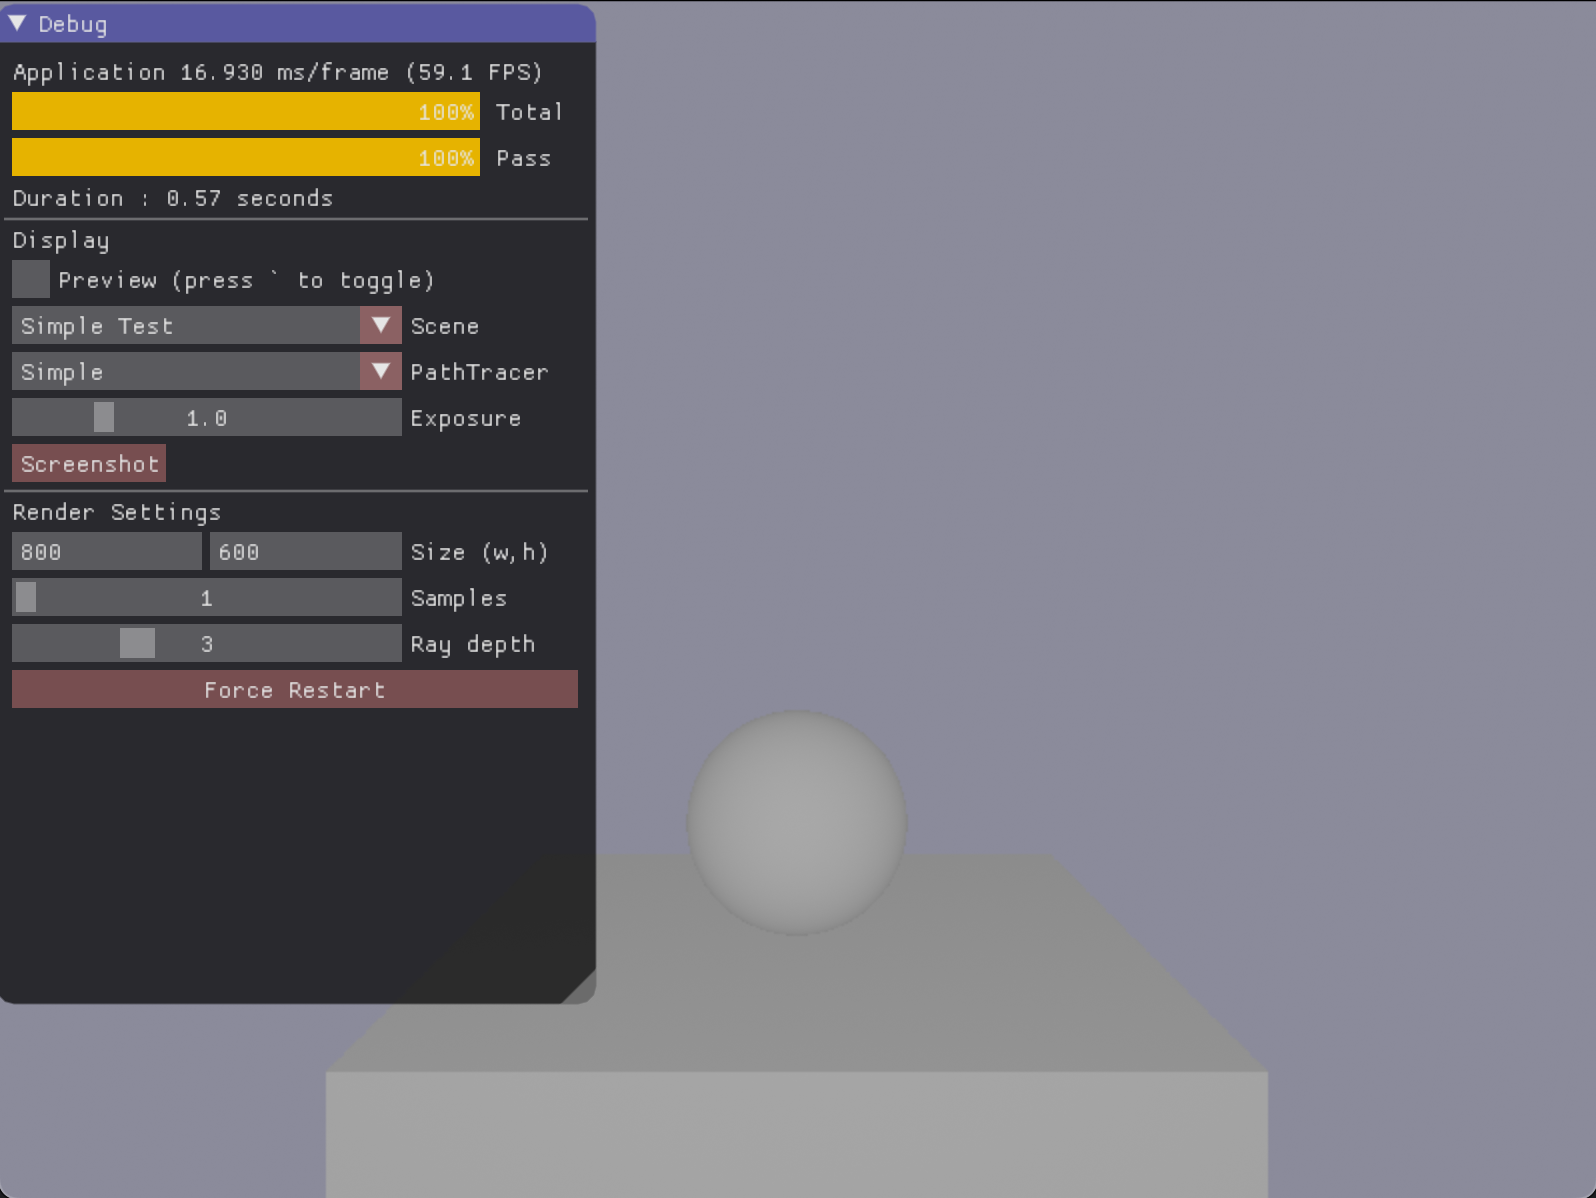 Debug
Application 16.930 ms/frame (59.1 FPS)
100% Total
100% Pass
Duration : 0.57 seconds
Display
Preview (press ` to toggle)
Simple Test Scene
Simple PathTracer
1.0 Exposure
Screenshot
Render Settings
800 600 Size (w,h)
1 Samples
3 Ray depth
Force Restart